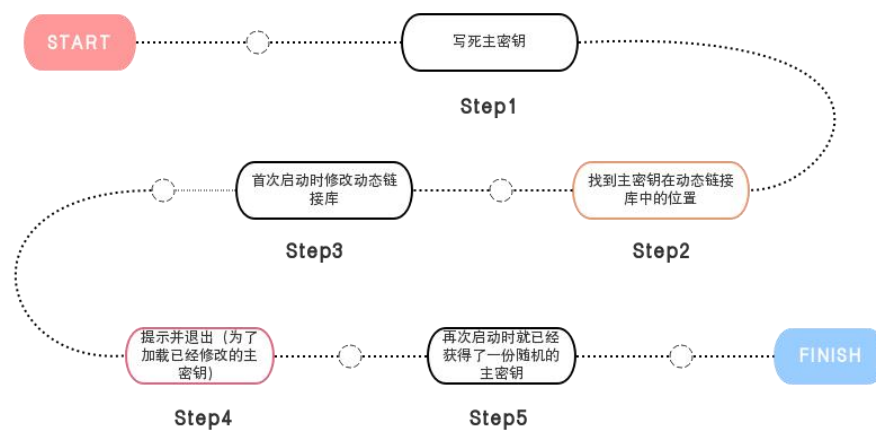 START
写死主密钥
Step1
首次启动时修改动态链
接库
找到主密钥在动态链接
库中的位置
Step3
Step2
提示并退出（为了
加载已经修改的主
密钥）
再次启动时就已经
获得了一份随机的
主密钥
FINISH
Step4
Step5